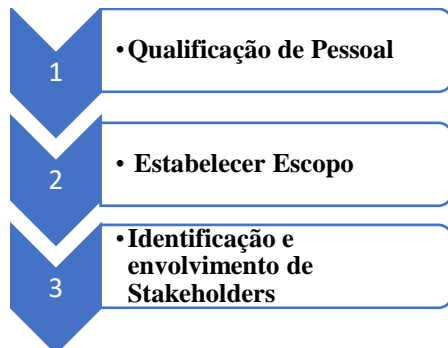 1
•Qualificação de Pessoal
2
• Estabelecer Escopo
3
•Identificação e
envolvimento de
Stakeholders